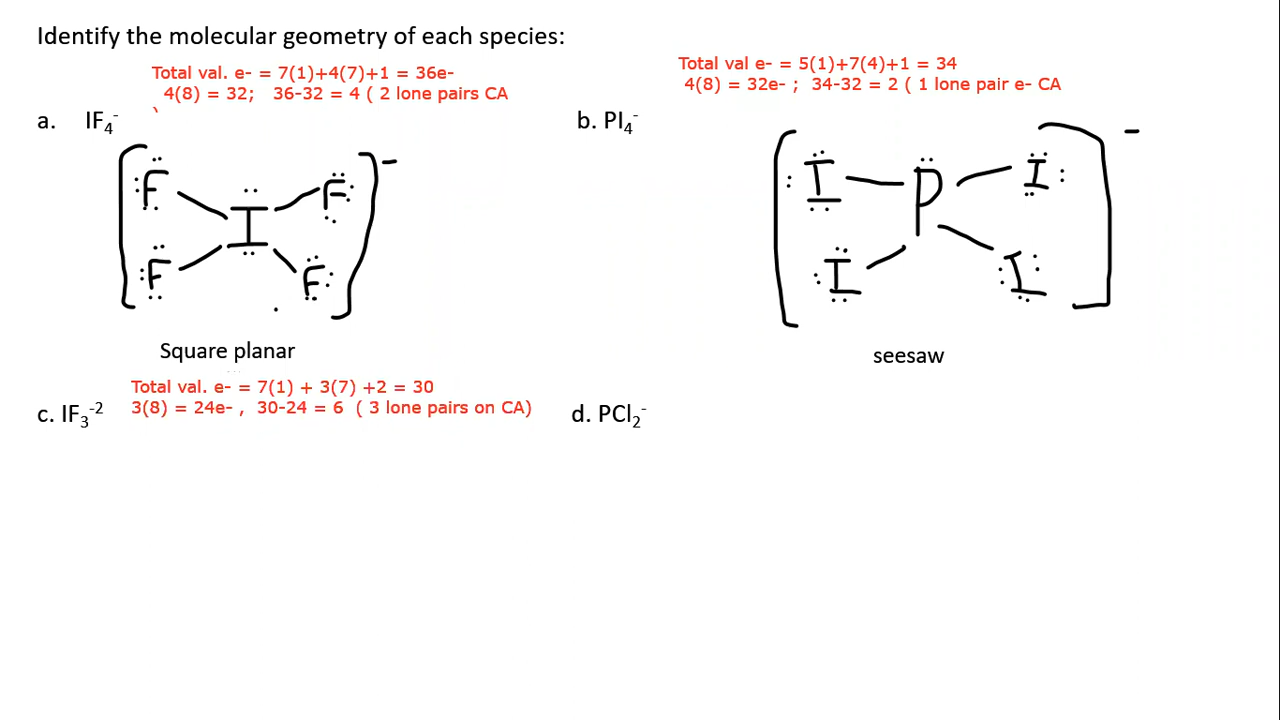 Identify the molecular geometry of each species:
Total val. e- = 7(1)+4(7)+1 = 36e-
4(8) = 32;   36-32 = 4 ( 2 lone pairs CA
)
a.   IF₄⁻
F F
I
F F
−
Square planar
Total val e- = 5(1)+7(4)+1 = 34
4(8) = 32e- ;  34-32 = 2 ( 1 lone pair e- CA
b. PI₄⁻
I P I
I I
−
seesaw
Total val. e- = 7(1) + 3(7) +2 = 30
3(8) = 24e- ,  30-24 = 6  ( 3 lone pairs on CA)
c. IF₃⁻²
d. PCl₂⁻